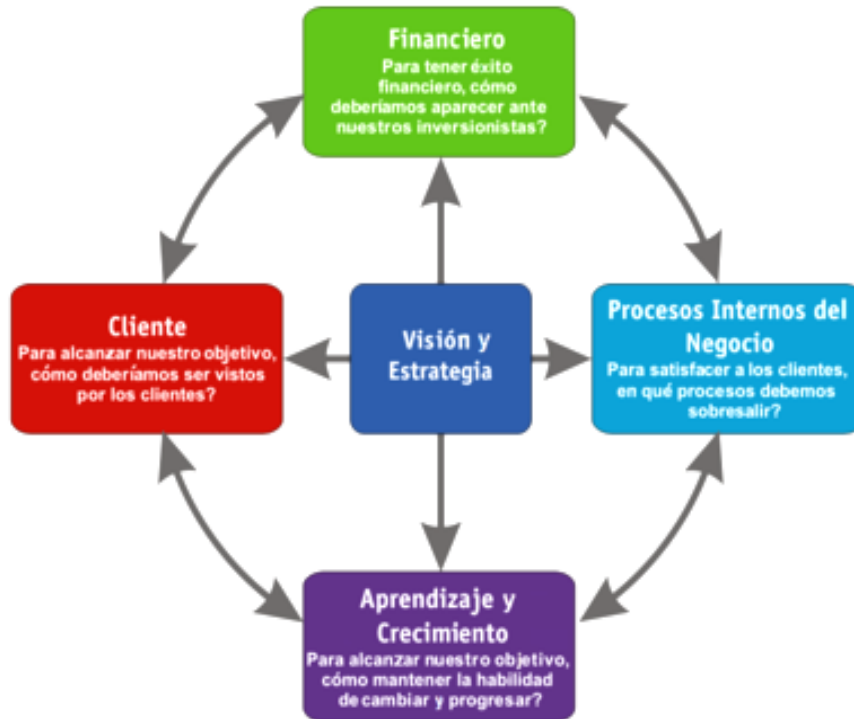 Financiero
Para tener éxito
financiero, cómo
deberíamos aparecer ante
nuestros inversionistas?
Cliente
Para alcanzar nuestro objetivo,
cómo deberíamos ser vistos
por los clientes?
Visión y
Estrategia
Procesos Internos del
Negocio
Para satisfacer a los clientes,
en qué procesos debemos
sobresalir?
Aprendizaje y
Crecimiento
Para alcanzar nuestro objetivo,
cómo mantener la habilidad
de cambiar y progresar?